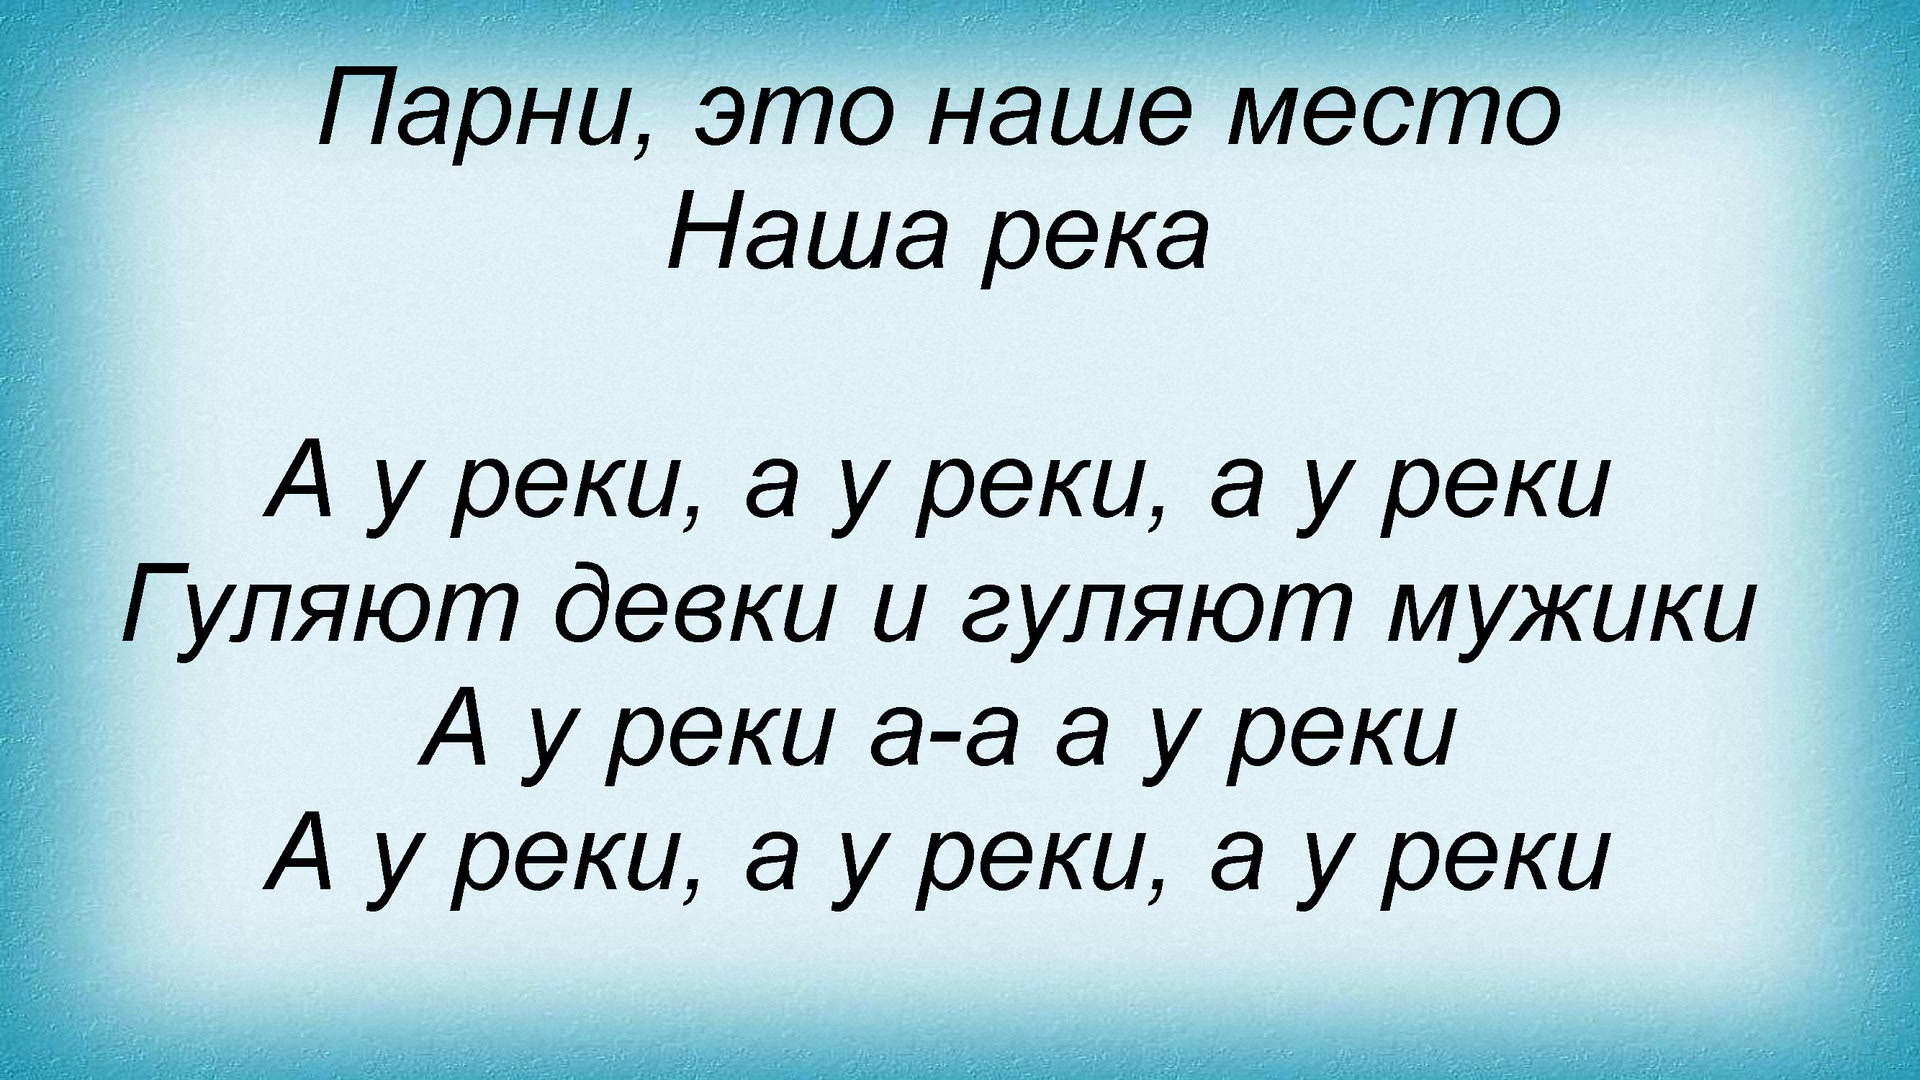 Парни, это наше место
Наша река
А у реки, а у реки, а у реки
Гуляют девки и гуляют мужики
А у реки а-а а у реки
А у реки, а у реки, а у реки